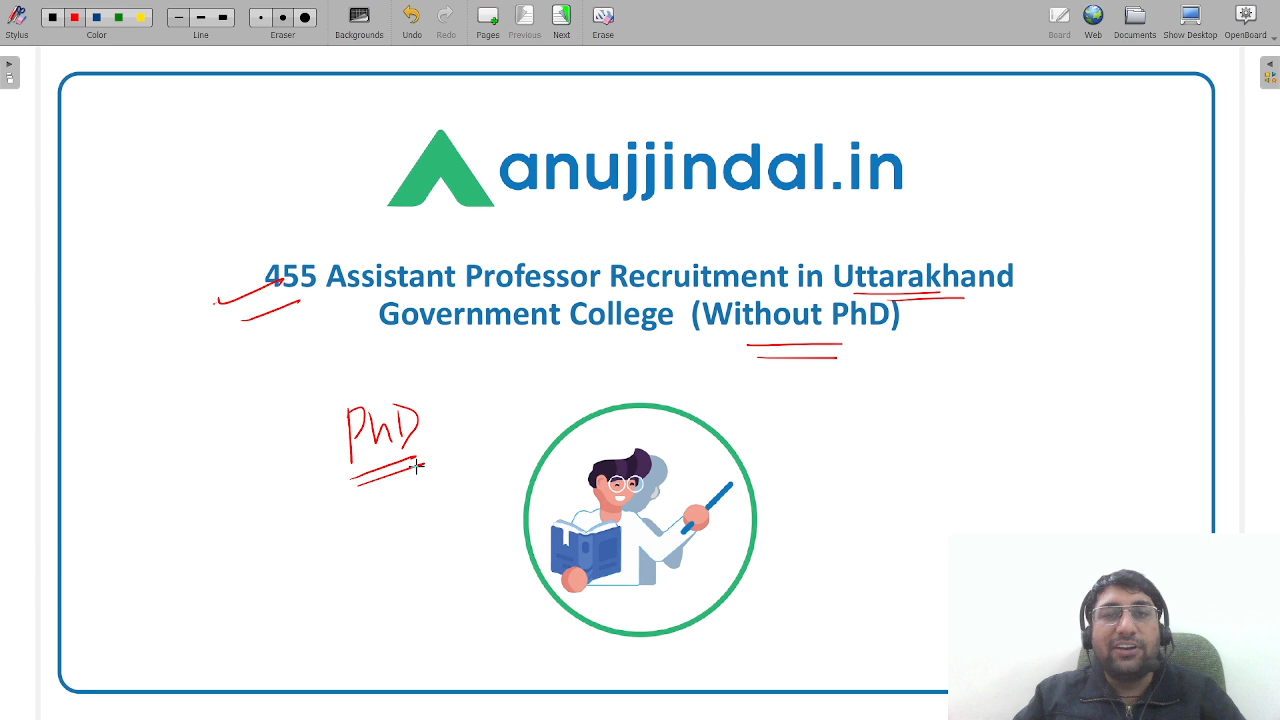 Stylus
Color
Line
Eraser
Backgrounds
Undo
Redo
Pages
Previous
Next
Erase
Board
Web
Documents
Show Desktop
OpenBoard
anujjindal.in
455 Assistant Professor Recruitment in Uttarakhand
Government College (Without PhD)
PhD